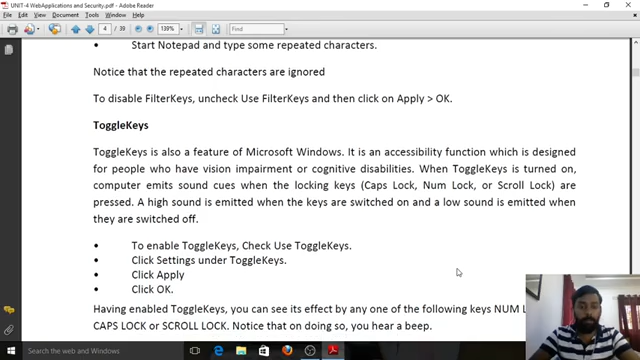 UNIT-4 WebApplications and Security.pdf - Adobe Reader
File Edit View Document Tools Window Help
4 / 39 139% Find
• Start Notepad and type some repeated characters.
Notice that the repeated characters are ignored
To disable FilterKeys, uncheck Use FilterKeys and then click on Apply > OK.
ToggleKeys
ToggleKeys is also a feature of Microsoft Windows. It is an accessibility function which is designed
for people who have vision impairment or cognitive disabilities. When ToggleKeys is turned on,
computer emits sound cues when the locking keys (Caps Lock, Num Lock, or Scroll Lock) are
pressed. A high sound is emitted when the keys are switched on and a low sound is emitted when
they are switched off.
• To enable ToggleKeys, Check Use ToggleKeys.
• Click Settings under ToggleKeys.
• Click Apply
• Click OK.
Having enabled ToggleKeys, you can see its effect by any one of the following keys NUM L
CAPS LOCK or SCROLL LOCK. Notice that on doing so, you hear a beep.
Search the web and Windows